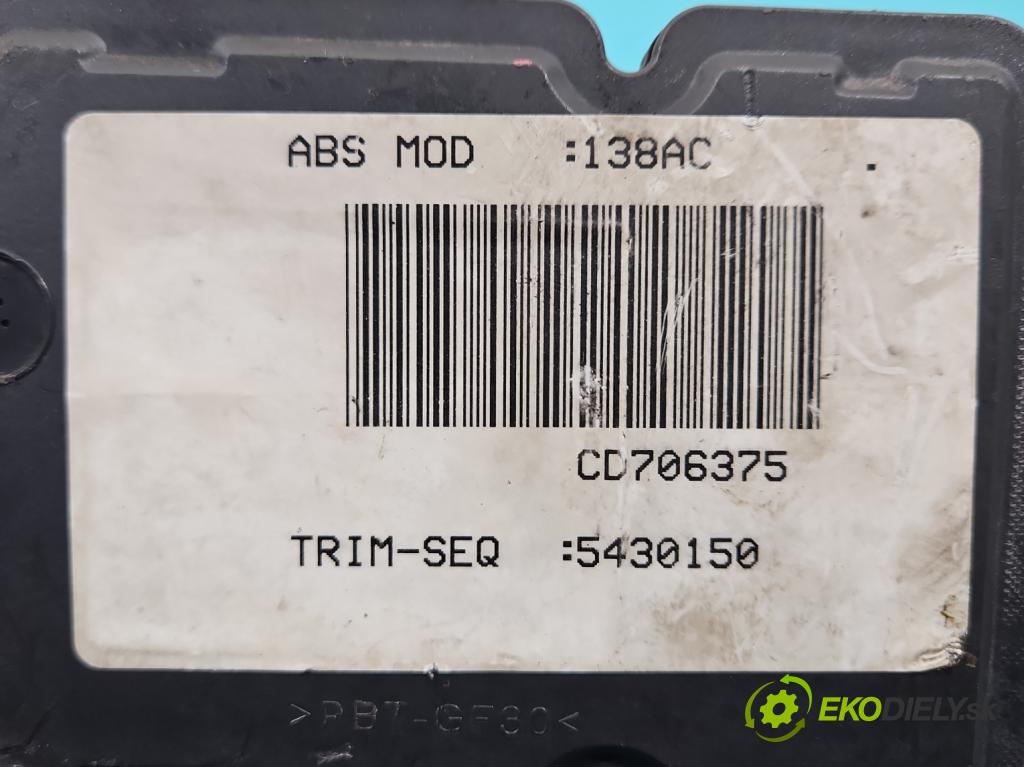 ABS MOD :138AC .
CD706375
TRIM-SEQ :5430150
>PBT-GF30<
EKODIELY.sk